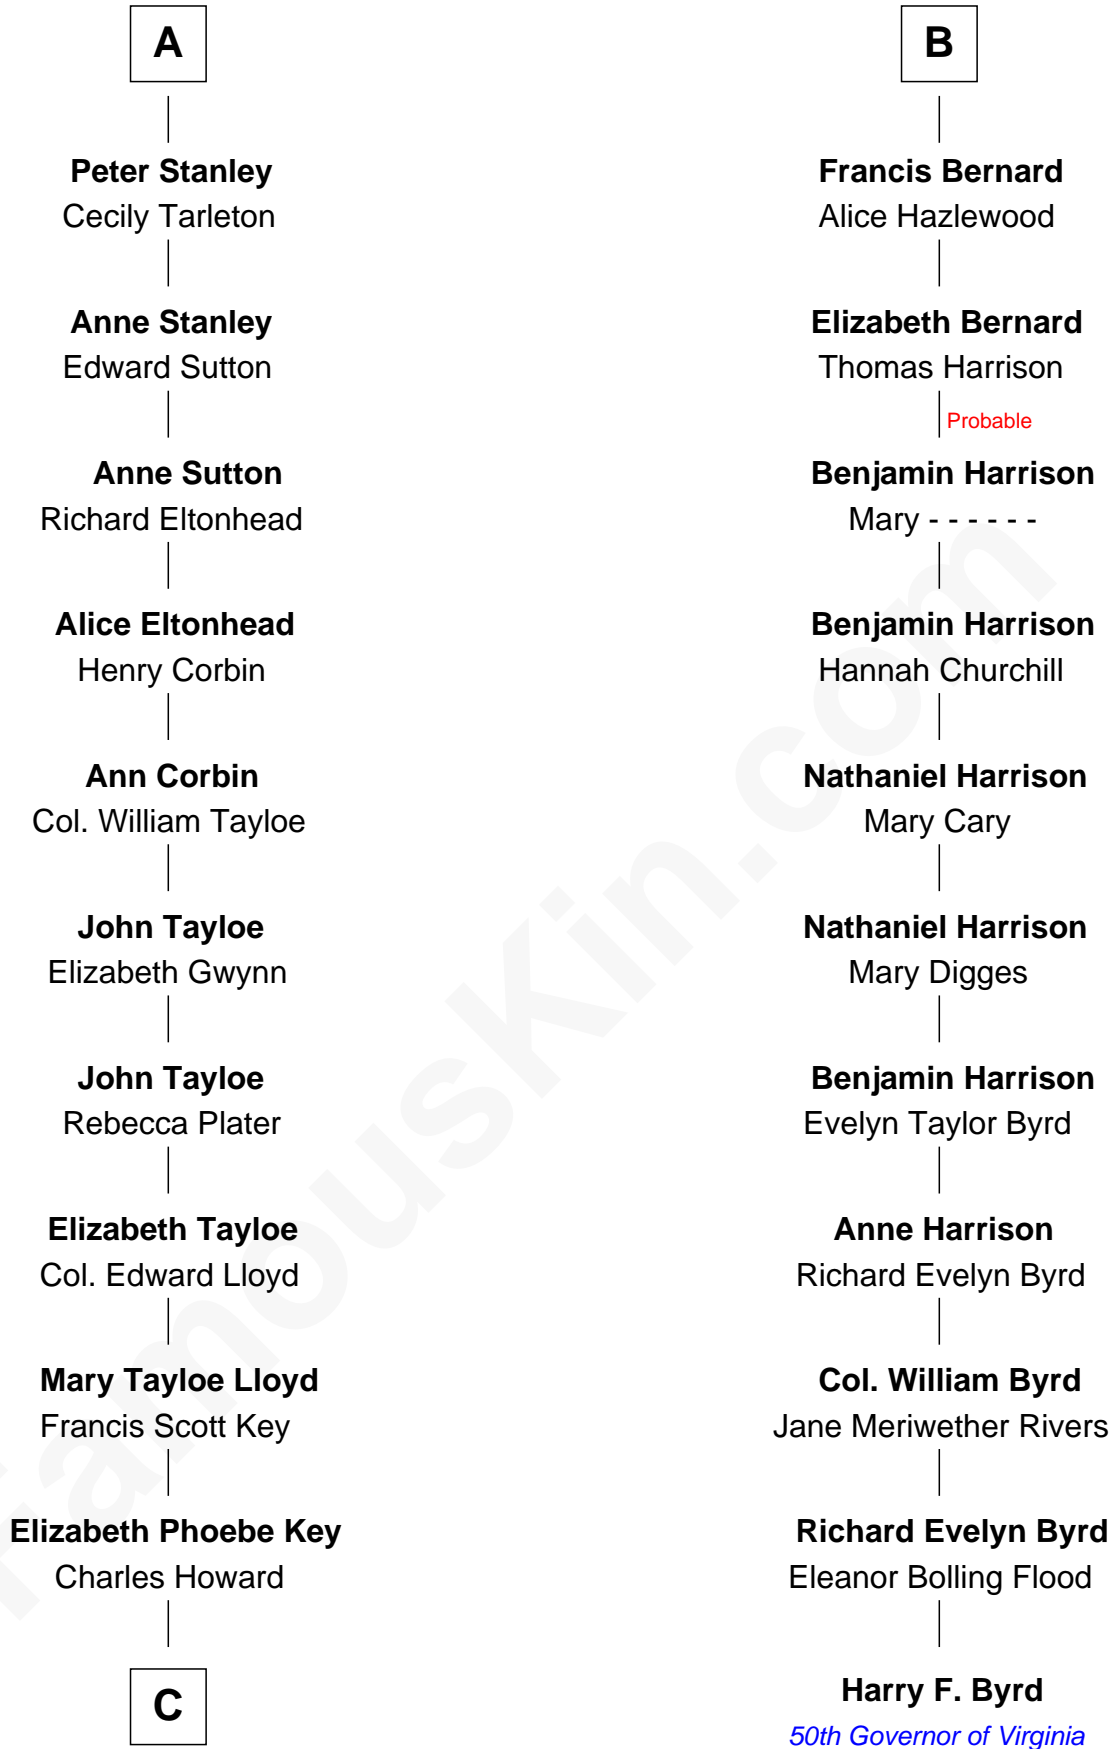 A
Peter Stanley
Cecily Tarleton
Anne Stanley
Edward Sutton
Anne Sutton
Richard Eltonhead
Alice Eltonhead
Henry Corbin
Ann Corbin
Col. William Tayloe
John Tayloe
Elizabeth Gwynn
John Tayloe
Rebecca Plater
Elizabeth Tayloe
Col. Edward Lloyd
Mary Tayloe Lloyd
Francis Scott Key
Elizabeth Phoebe Key
Charles Howard
C
B
Francis Bernard
Alice Hazlewood
Elizabeth Bernard
Thomas Harrison
Probable
Benjamin Harrison
Mary - - - - - -
Benjamin Harrison
Hannah Churchill
Nathaniel Harrison
Mary Cary
Nathaniel Harrison
Mary Digges
Benjamin Harrison
Evelyn Taylor Byrd
Anne Harrison
Richard Evelyn Byrd
Col. William Byrd
Jane Meriwether Rivers
Richard Evelyn Byrd
Eleanor Bolling Flood
Harry F. Byrd
50th Governor of Virginia
FamousKin.com